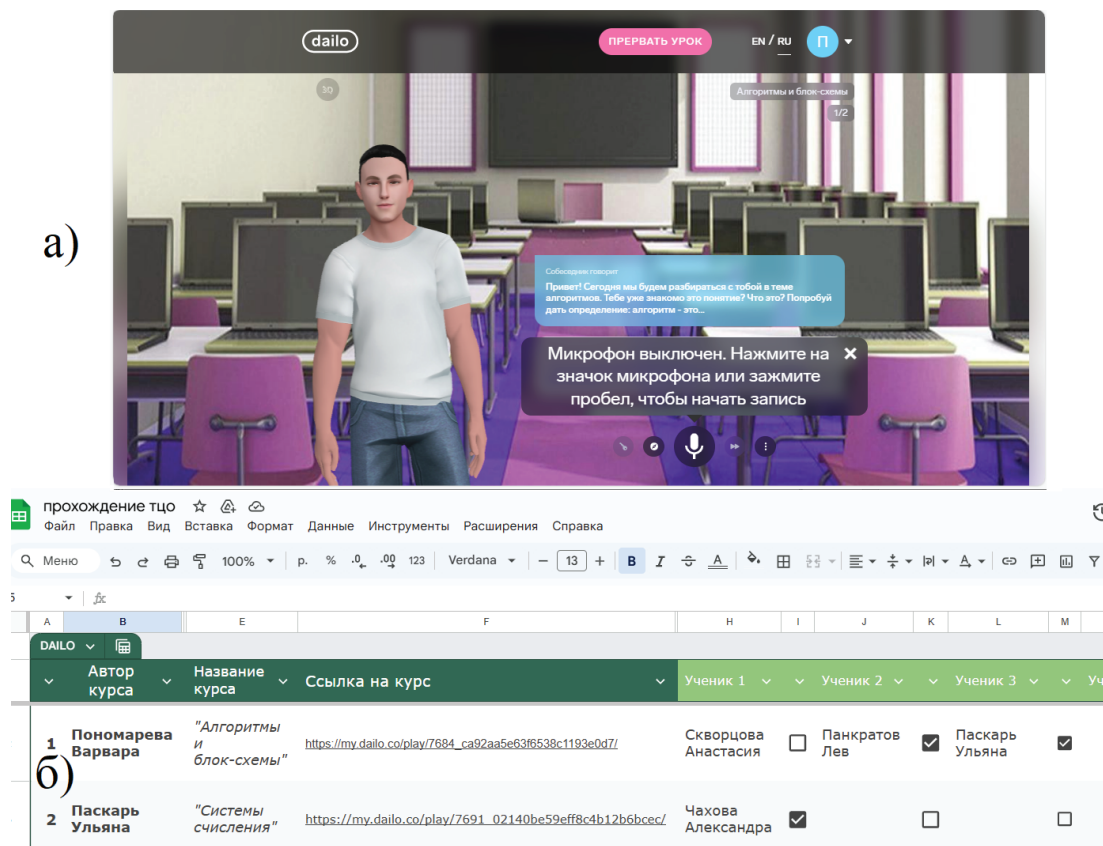 dailo
ПРЕРВАТЬ УРОК
EN / RU
П
3D
Алгоритмы и блок-схемы
1/2
а)
Собеседник говорит
Привет! Сегодня мы будем разбираться с тобой в теме
алгоритмов. Тебе уже знакомо это понятие? Что это? Попробуй
дать определение: алгоритм - это...
Микрофон выключен. Нажмите на
значок микрофона или зажмите
пробел, чтобы начать запись
прохождение тцо
Файл Правка Вид Вставка Формат Данные Инструменты Расширения Справка
Меню 100% р. % .0 .00 123 Verdana 13 B I A
fx
A B E F H I J K L M
DAILO
Автор
курса
Название
курса
Ссылка на курс
Ученик 1
Ученик 2
Ученик 3
Уч
1
Пономарева
Варвара
"Алгоритмы
и
блок-схемы"
https://my.dailo.co/play/7684_ca92aa5e63f6538c1193e0d7/
Скворцова
Анастасия
Панкратов
Лев
Паскарь
Ульяна
б)
2
Паскарь
Ульяна
"Системы
счисления"
https://my.dailo.co/play/7691_02140be59eff8c4b12b6bcec/
Чахова
Александра